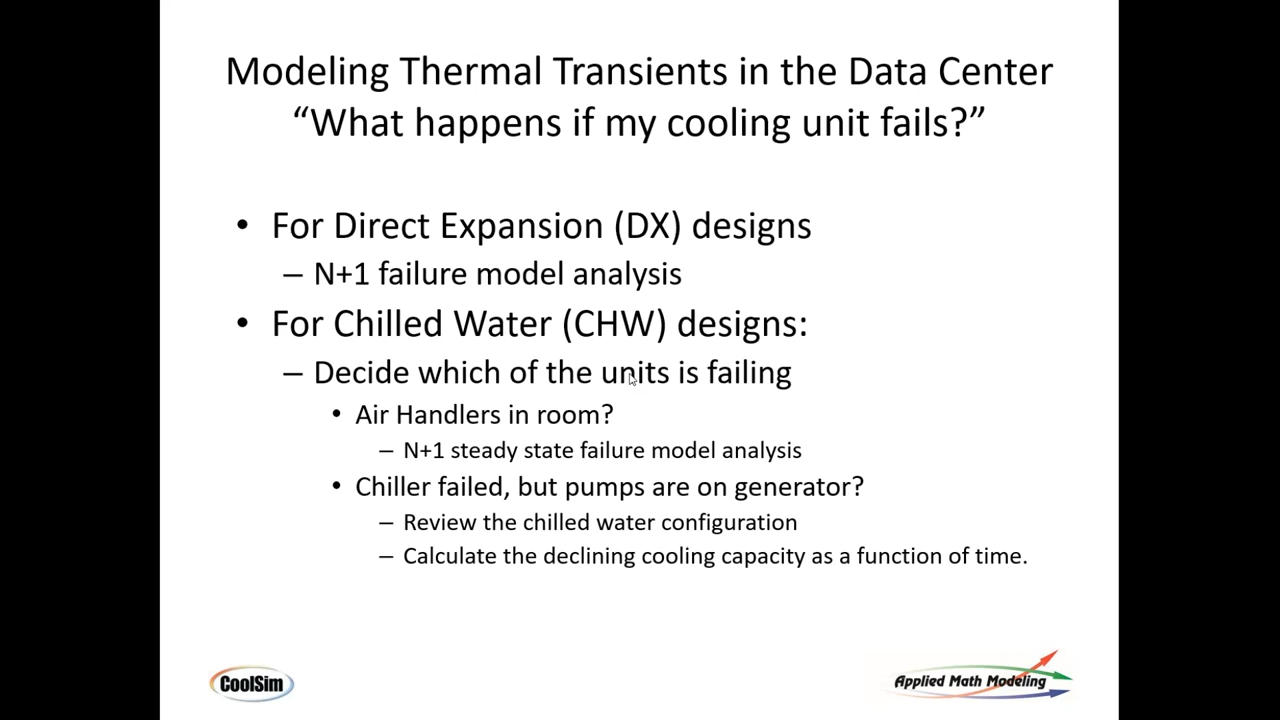 Modeling Thermal Transients in the Data Center
“What happens if my cooling unit fails?”
• For Direct Expansion (DX) designs
– N+1 failure model analysis
• For Chilled Water (CHW) designs:
– Decide which of the units is failing
• Air Handlers in room?
– N+1 steady state failure model analysis
• Chiller failed, but pumps are on generator?
– Review the chilled water configuration
– Calculate the declining cooling capacity as a function of time.
CoolSim
Applied Math Modeling